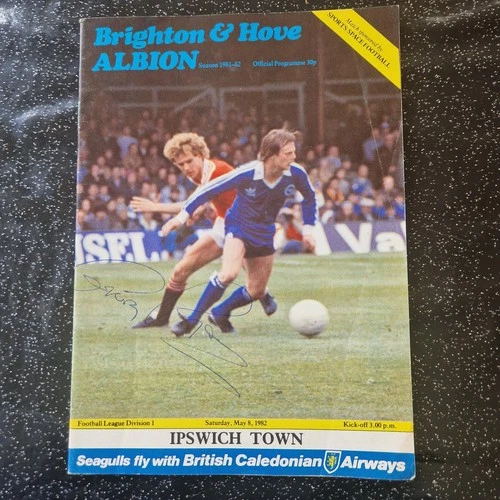 Brighton & Hove
ALBION
Season 1981-82 Official Programme 30p
Match sponsored by
SPORTS SPACE FOOTBALL
Football League Division 1 Saturday, May 8, 1982 Kick-off 3.00 p.m.
IPSWICH TOWN
Seagulls fly with British Caledonian Airways